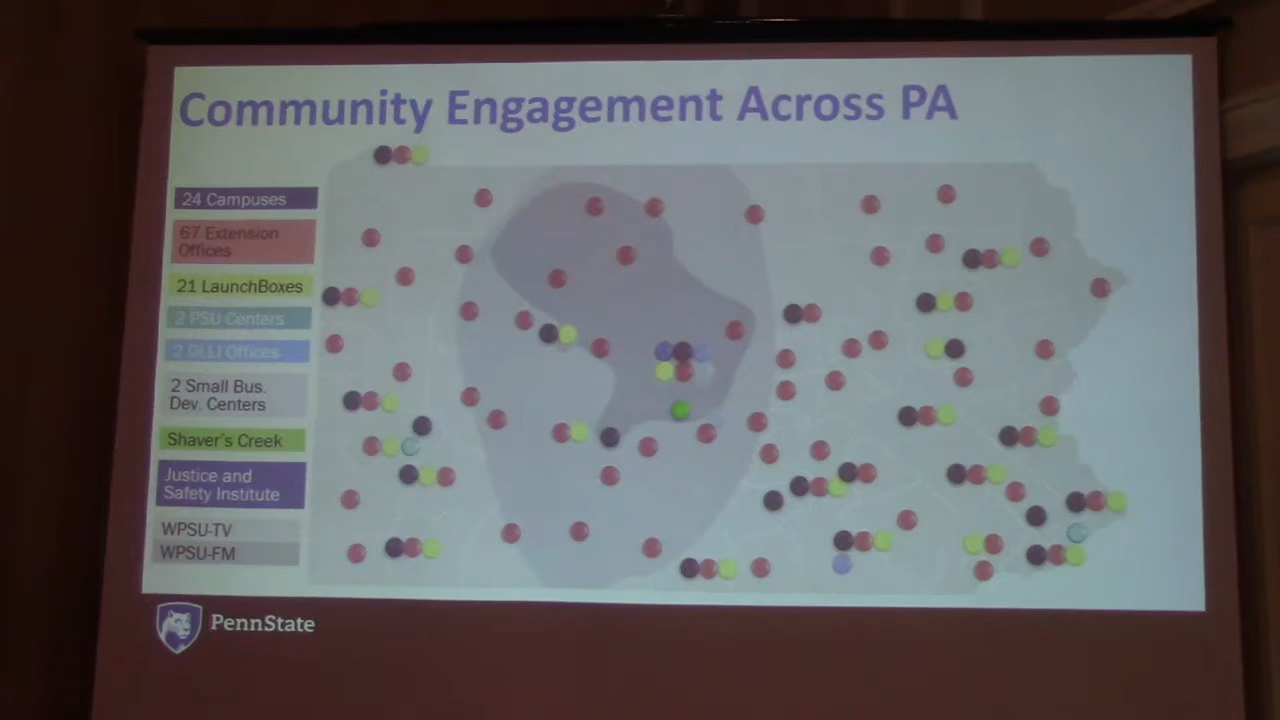 Community Engagement Across PA
24 Campuses
67 Extension
Offices
21 LaunchBoxes
2 PSU Centers
2 OLLI Offices
2 Small Bus.
Dev. Centers
Shaver's Creek
Justice and
Safety Institute
WPSU-TV
WPSU-FM
PennState